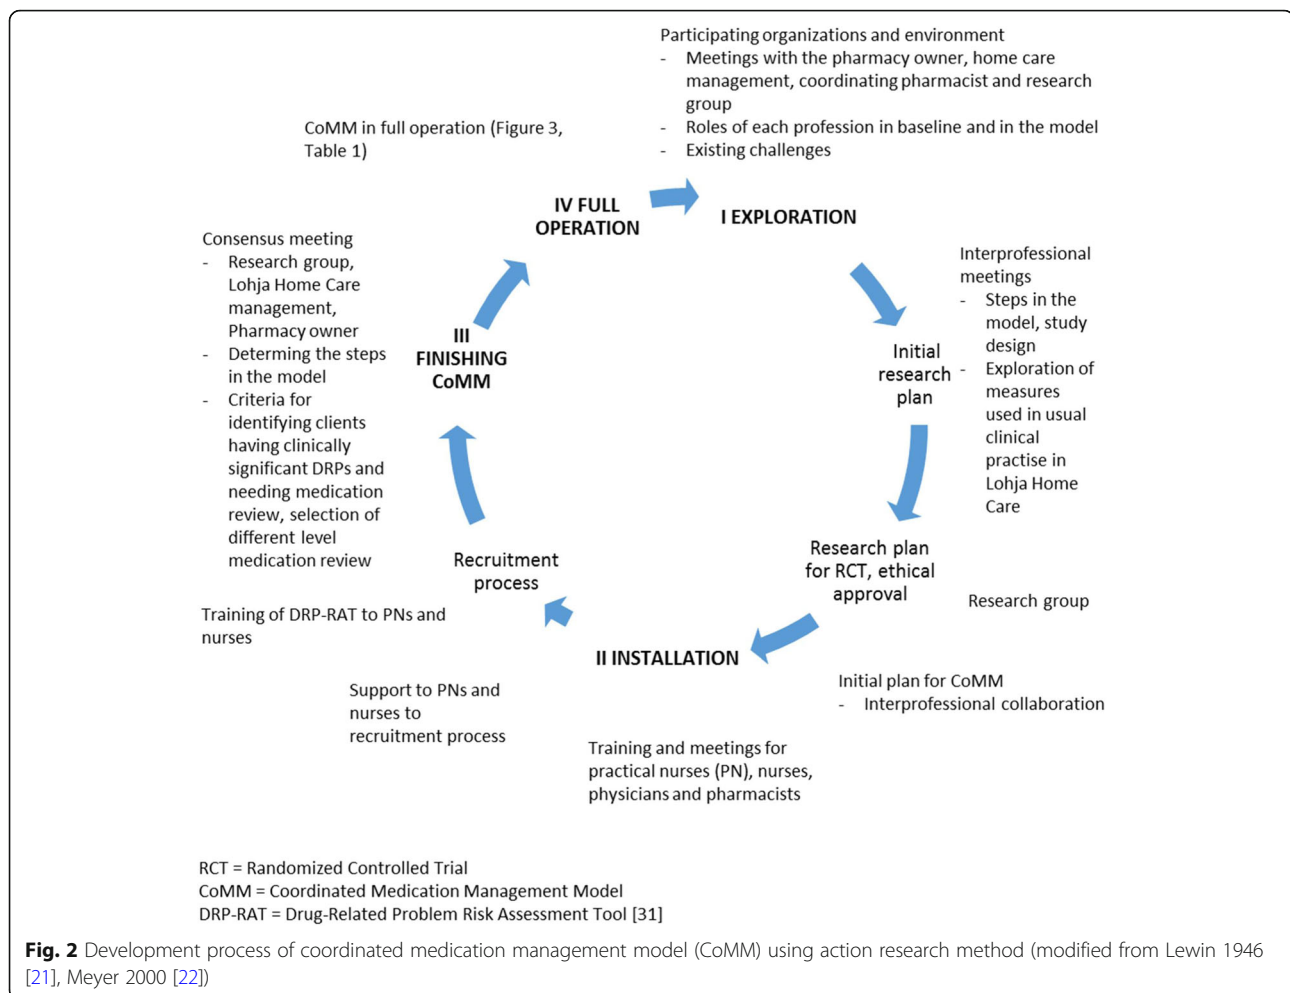 Participating organizations and environment
- Meetings with the pharmacy owner, home care
management, coordinating pharmacist and research
group
- Roles of each profession in baseline and in the model
- Existing challenges
CoMM in full operation (Figure 3,
Table 1)
IV FULL
OPERATION
I EXPLORATION
Interprofessional
meetings
- Steps in the
model, study
design
- Exploration of
measures
used in usual
clinical
practise in
Lohja Home
Care
Initial
research
plan
Research plan
for RCT, ethical
approval
Research group
Initial plan for CoMM
- Interprofessional collaboration
II INSTALLATION
Training and meetings for
practical nurses (PN), nurses,
physicians and pharmacists
Support to PNs and
nurses to
recruitment process
Recruitment
process
Training of DRP-RAT to PNs and
nurses
III
FINISHING
CoMM
Consensus meeting
- Research group,
Lohja Home Care
management,
Pharmacy owner
- Determing the steps
in the model
- Criteria for
identifying clients
having clinically
significant DRPs and
needing medication
review, selection of
different level
medication review
RCT = Randomized Controlled Trial
CoMM = Coordinated Medication Management Model
DRP-RAT = Drug-Related Problem Risk Assessment Tool [31]
Fig. 2 Development process of coordinated medication management model (CoMM) using action research method (modified from Lewin 1946
[21], Meyer 2000 [22])